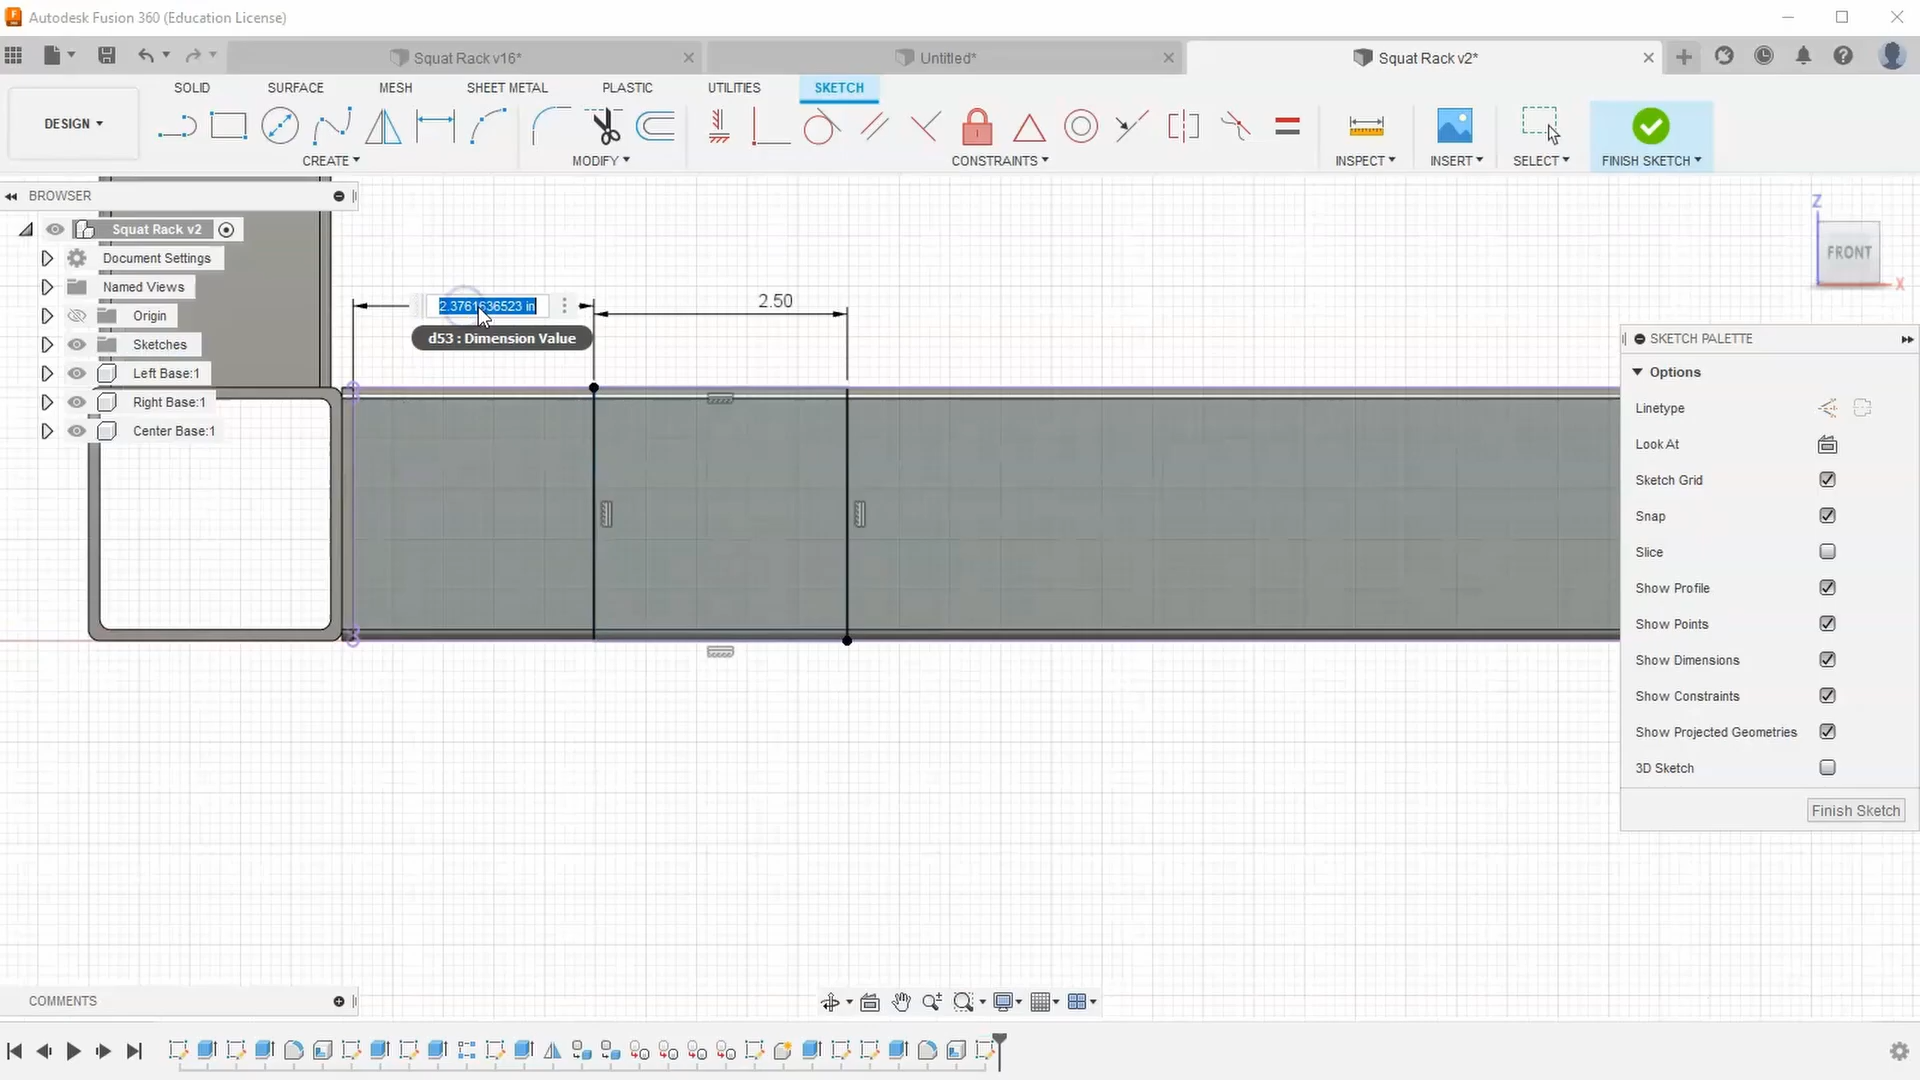 Autodesk Fusion 360 (Education License)
Squat Rack v16*
Untitled*
Squat Rack v2*
SOLID SURFACE MESH SHEET METAL PLASTIC UTILITIES SKETCH
DESIGN
CREATE MODIFY CONSTRAINTS INSPECT INSERT SELECT FINISH SKETCH
BROWSER
Squat Rack v2
Document Settings
Named Views
Origin
Sketches
Left Base:1
Right Base:1
Center Base:1
2.3761636523 in
d53 : Dimension Value
2.50
Z
FRONT
X
SKETCH PALETTE
Options
Linetype
Look At
Sketch Grid
Snap
Slice
Show Profile
Show Points
Show Dimensions
Show Constraints
Show Projected Geometries
3D Sketch
Finish Sketch
COMMENTS